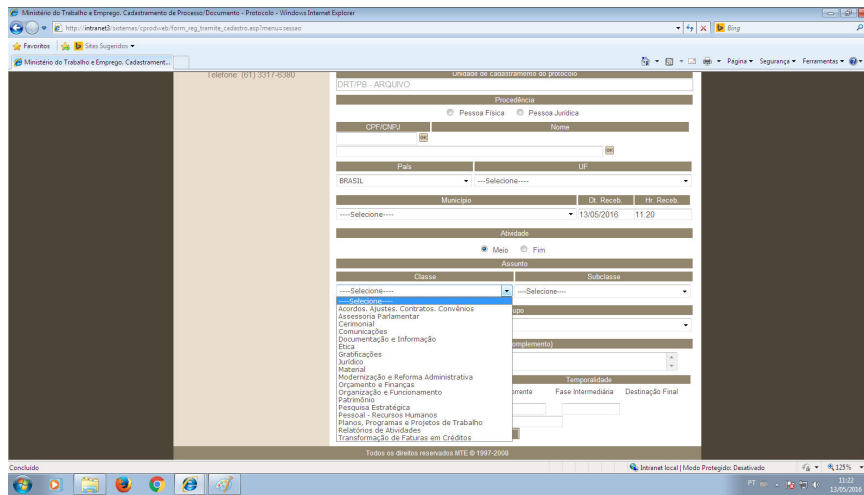 Ministério do Trabalho e Emprego. Cadastramento de Processo/Documento - Protocolo - Windows Internet Explorer
http://intranet3/sistemas/cprodweb/form_reg_tramite_cadastro.asp?menu=sessao
Bing
Favoritos Sites Sugeridos
Ministério do Trabalho e Emprego. Cadastrament...
Página Segurança Ferramentas
Telefone: (61) 3317-6380
Unidade de cadastramento do protocolo
DRT/PB - ARQUIVO
Procedência
Pessoa Física Pessoa Jurídica
CPF/CNPJ Nome
País UF
BRASIL ---Selecione----
Município Dt. Receb. Hr. Receb.
----Selecione---- 13/05/2016 11:20
Atividade
Meio Fim
Assunto
Classe Subclasse
----Selecione---- ---Selecione----
----Selecione----
Acordos. Ajustes. Contratos. Convênios
upo
Assessoria Parlamentar
Cerimonial
Comunicações
Documentação e Informação
omplemento)
Ética
Gratificações
Jurídico
Material
Modernização e Reforma Administrativa
Temporalidade
Orçamento e Finanças
Organização e Funcionamento
orrente Fase Intermediária Destinação Final
Patrimônio
Pesquisa Estratégica
Pessoal - Recursos Humanos
Planos, Programas e Projetos de Trabalho
Relatórios de Atividades
Transformação de Faturas em Créditos
Todos os direitos reservados MTE © 1997-2008
Concluído Intranet local | Modo Protegido: Desativado 125%
PT 11:22
13/05/2016